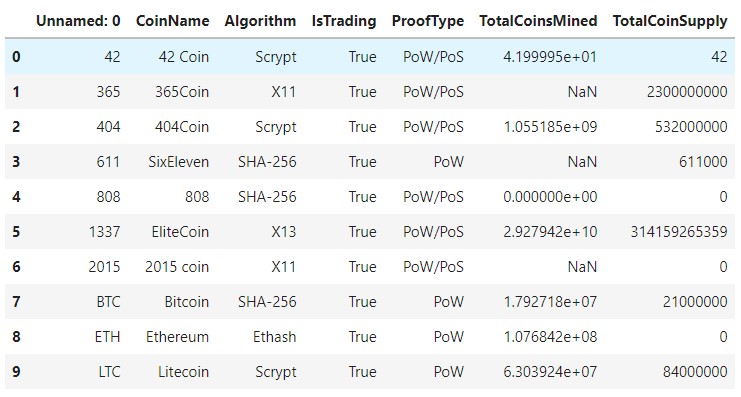 Unnamed: 0 CoinName Algorithm IsTrading ProofType TotalCoinsMined TotalCoinSupply
0 42 42 Coin Scrypt True PoW/PoS 4.199995e+01 42
1 365 365Coin X11 True PoW/PoS NaN 2300000000
2 404 404Coin Scrypt True PoW/PoS 1.055185e+09 532000000
3 611 SixEleven SHA-256 True PoW NaN 611000
4 808 808 SHA-256 True PoW/PoS 0.000000e+00 0
5 1337 EliteCoin X13 True PoW/PoS 2.927942e+10 314159265359
6 2015 2015 coin X11 True PoW/PoS NaN 0
7 BTC Bitcoin SHA-256 True PoW 1.792718e+07 21000000
8 ETH Ethereum Ethash True PoW 1.076842e+08 0
9 LTC Litecoin Scrypt True PoW 6.303924e+07 84000000